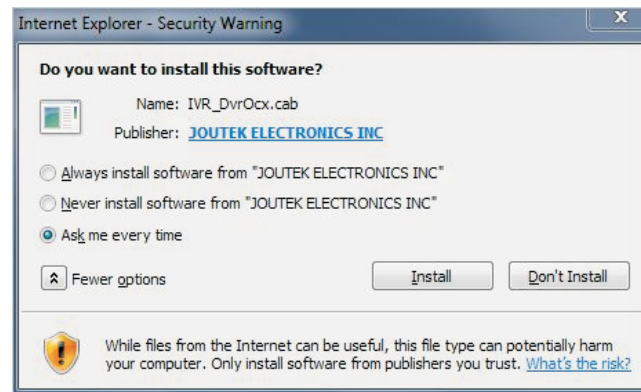 Internet Explorer - Security Warning
X
Do you want to install this software?
Name: IVR_DvrOcx.cab
Publisher: JOUTEK ELECTRONICS INC
Always install software from "JOUTEK ELECTRONICS INC"
Never install software from "JOUTEK ELECTRONICS INC"
Ask me every time
Fewer options
Install
Don't Install
While files from the Internet can be useful, this file type can potentially harm
your computer. Only install software from publishers you trust. What's the risk?